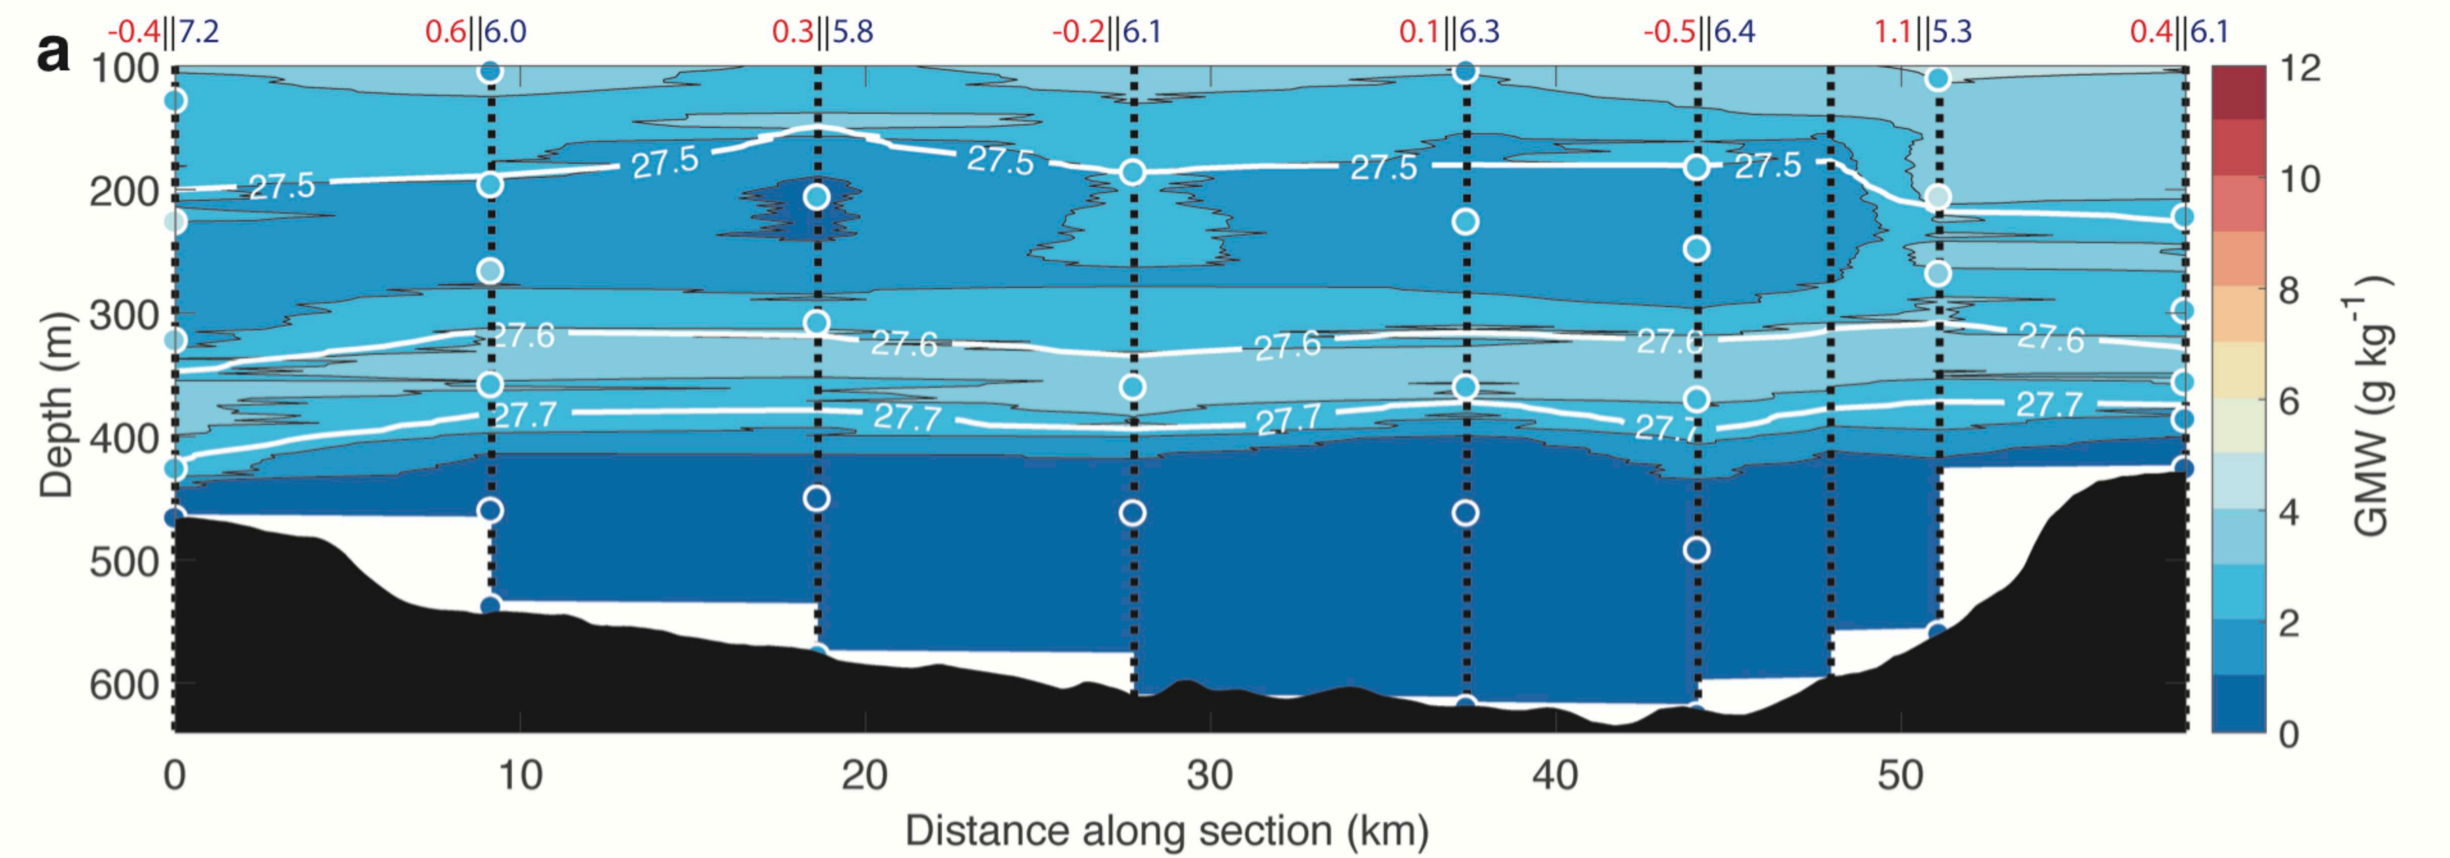 -0.4||7.2 0.6||6.0 0.3||5.8 -0.2||6.1 0.1||6.3 -0.5||6.4 1.1||5.3 0.4||6.1
a
100
200
300
400
500
600
Depth (m)
27.5 27.5 27.5 27.5 27.5
27.6 27.6 27.6 27.6 27.6
27.7 27.7 27.7 27.7 27.7
0 10 20 30 40 50
Distance along section (km)
12
10
8
6
4
2
0
GMW (g kg⁻¹)